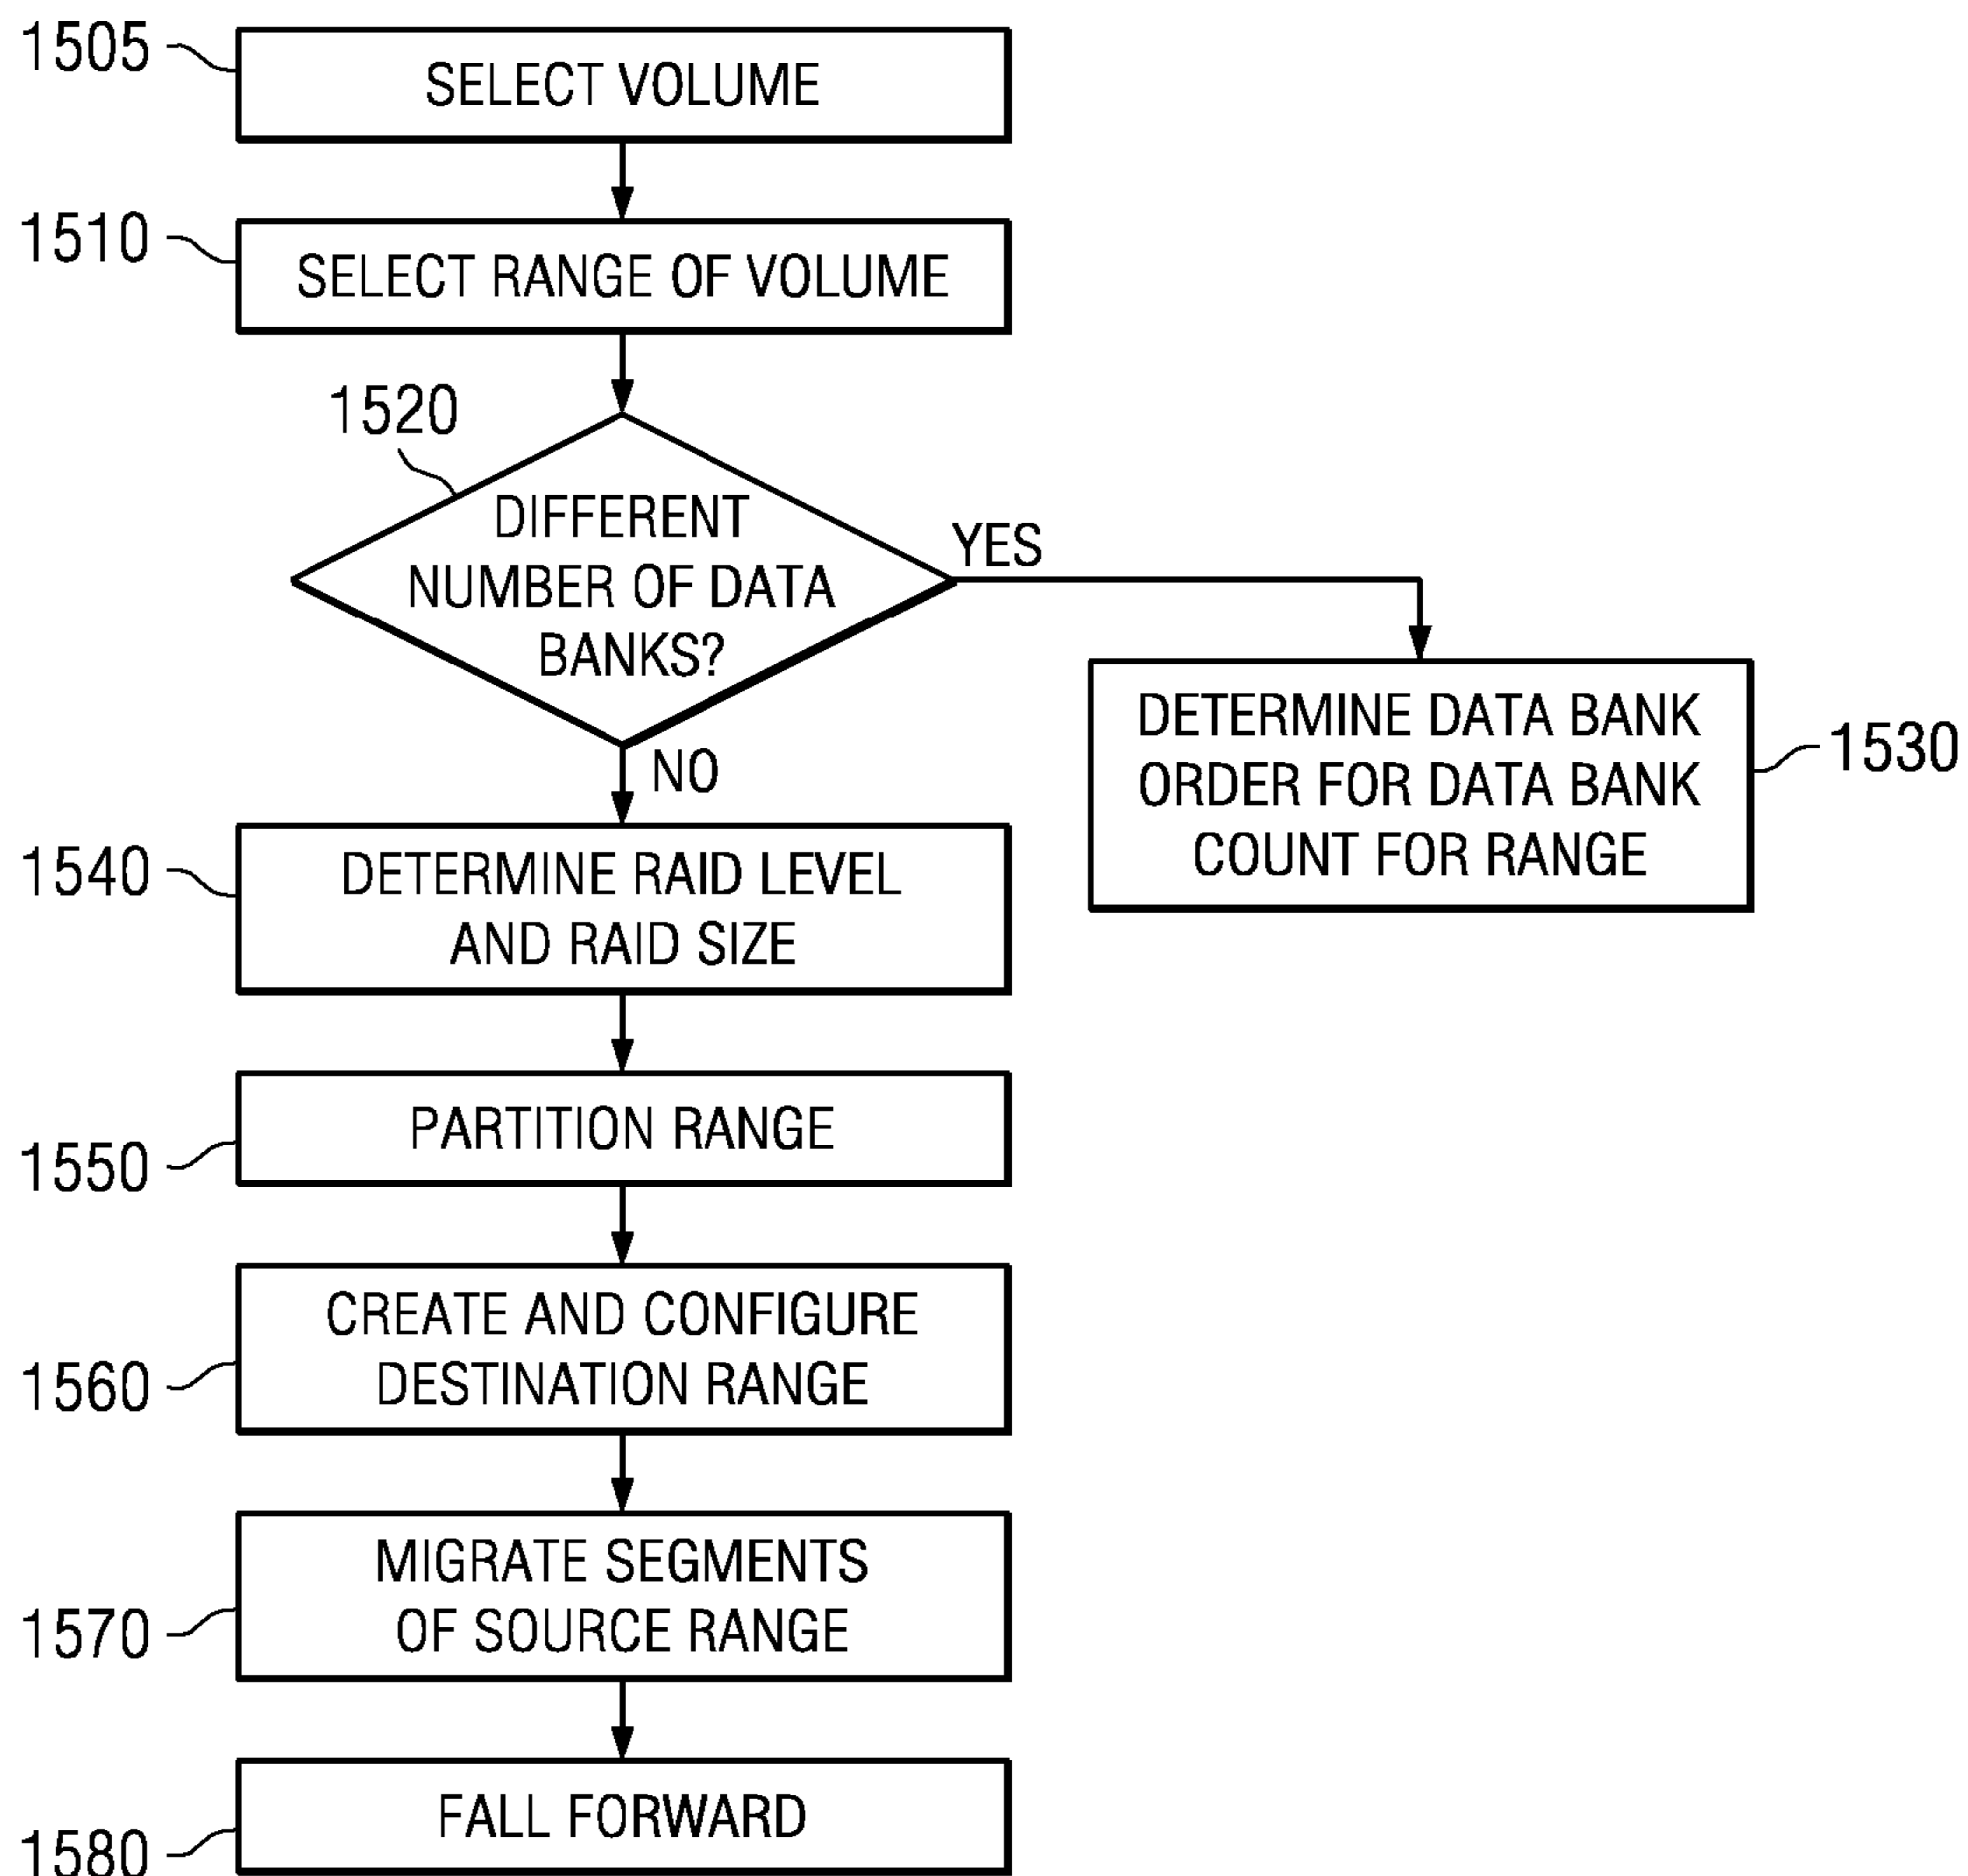 1505
SELECT VOLUME
1510
SELECT RANGE OF VOLUME
1520
DIFFERENT
NUMBER OF DATA
BANKS?
YES
NO
DETERMINE DATA BANK
ORDER FOR DATA BANK
COUNT FOR RANGE
1530
1540
DETERMINE RAID LEVEL
AND RAID SIZE
1550
PARTITION RANGE
1560
CREATE AND CONFIGURE
DESTINATION RANGE
1570
MIGRATE SEGMENTS
OF SOURCE RANGE
1580
FALL FORWARD